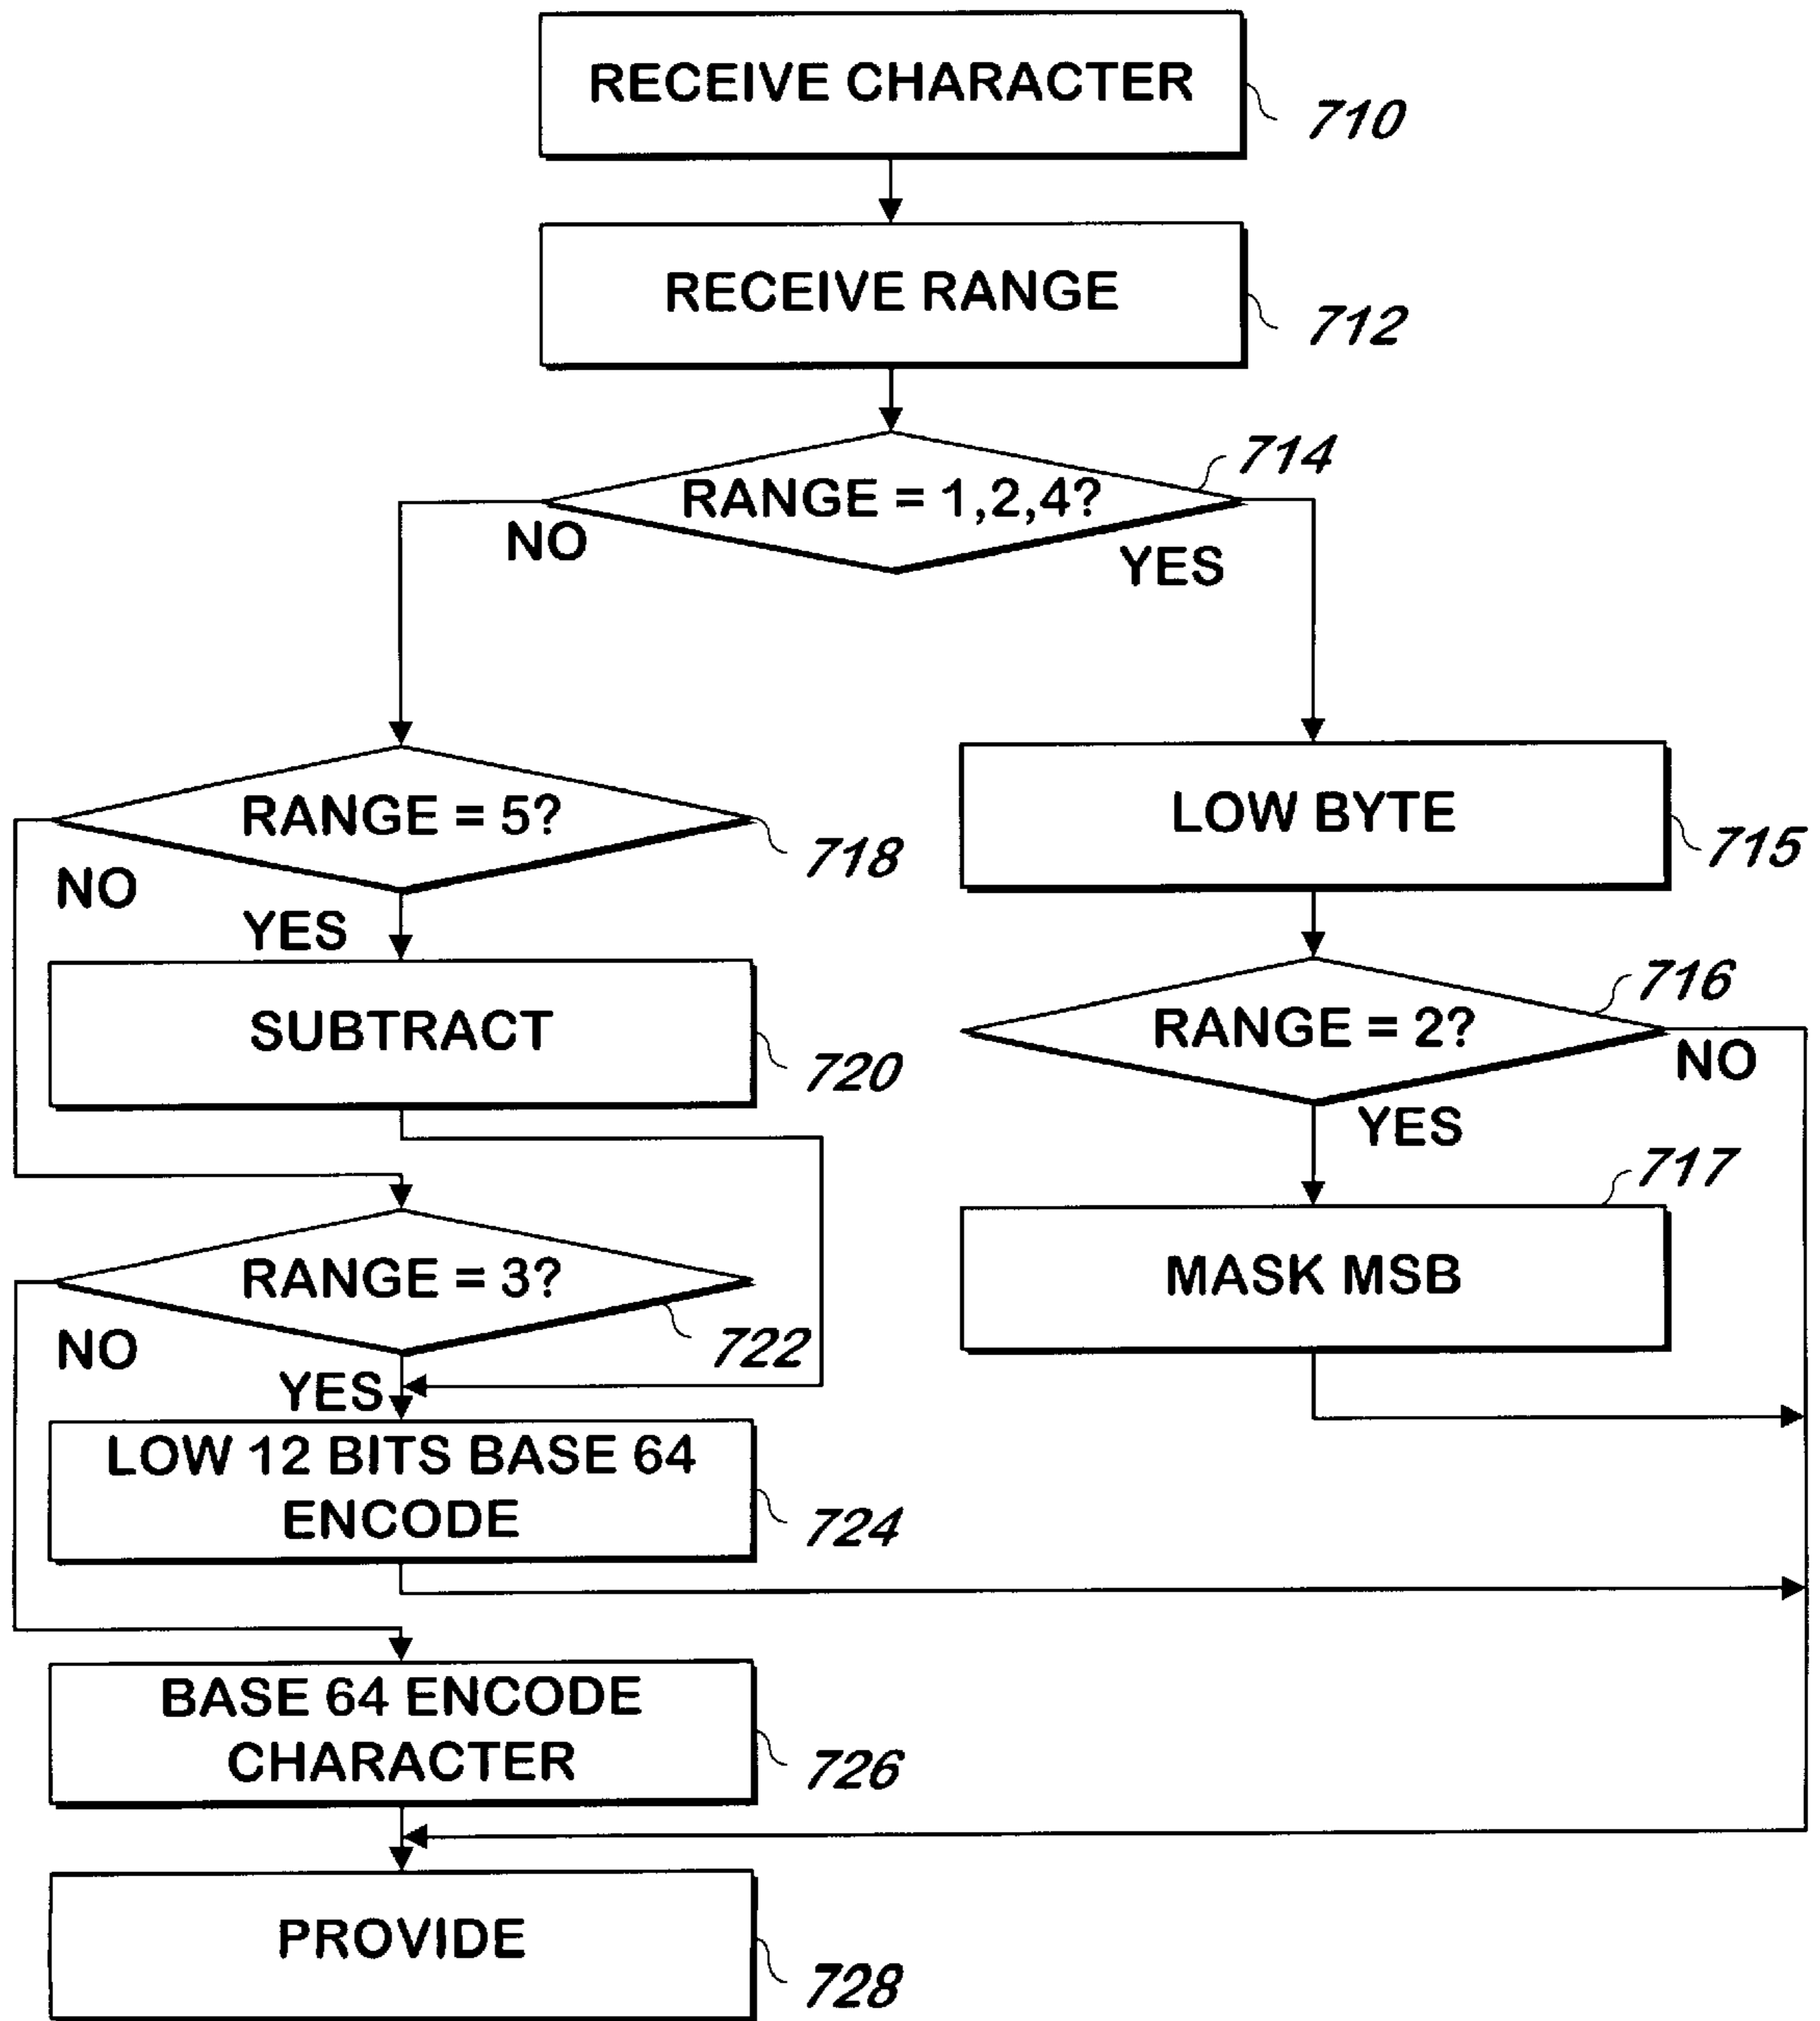 RECEIVE CHARACTER
710
RECEIVE RANGE
712
714
RANGE = 1,2,4?
NO
YES
RANGE = 5?
718
NO
YES
LOW BYTE
715
SUBTRACT
720
716
RANGE = 2?
NO
YES
717
MASK MSB
RANGE = 3?
722
NO
YES
LOW 12 BITS BASE 64
ENCODE
724
BASE 64 ENCODE
CHARACTER
726
PROVIDE
728